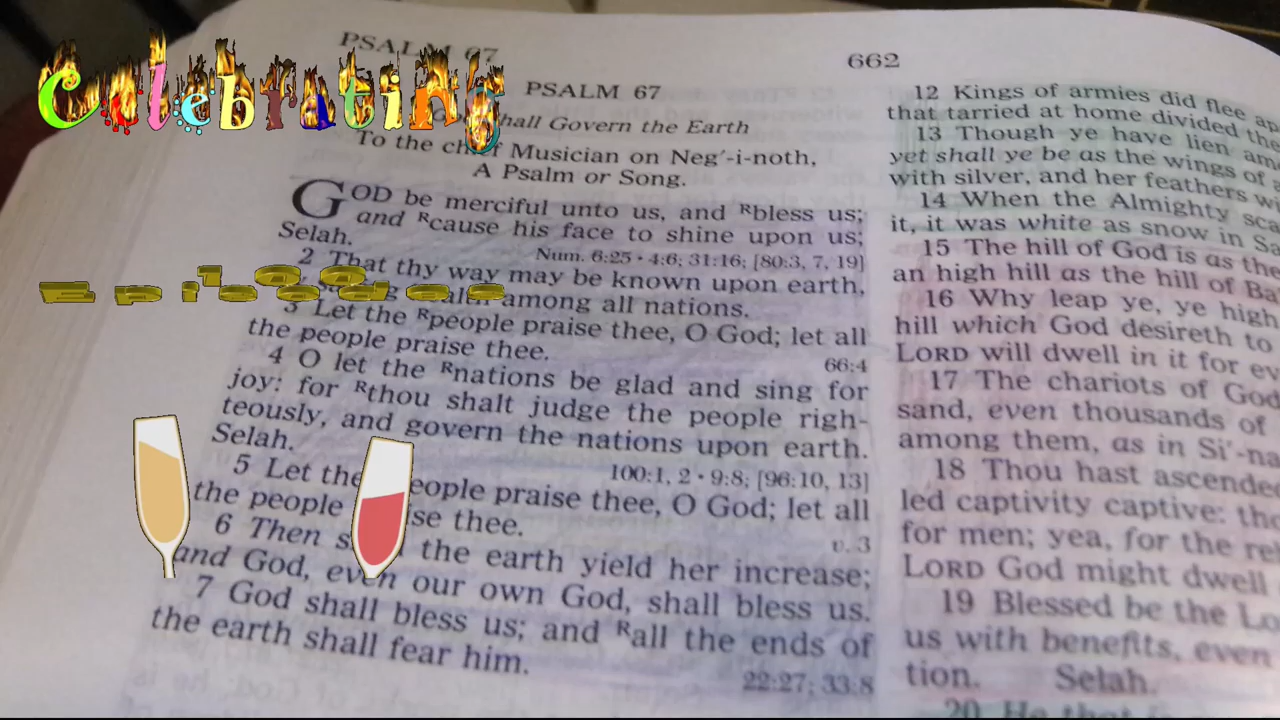 PSALM 67
662
Celebrating
PSALM 67
shall Govern the Earth
To the chief Musician on Neg′-i-noth,
A Psalm or Song.
GOD be merciful unto us, and ᴿbless us;
and ᴿcause his face to shine upon us;
Selah.
Num. 6:25 • 4:6; 31:16; [80:3, 7, 19]
2 That thy way may be known upon earth,
among all nations.
3 Let the ᴿpeople praise thee, O God; let all
the people praise thee.
66:4
4 O let the ᴿnations be glad and sing for
joy: for ᴿthou shalt judge the people righ-
teously, and govern the nations upon earth.
Selah.
100:1, 2 • 9:8; [96:10, 13]
5 Let the people praise thee, O God; let all
the people praise thee.
v. 3
6 Then shall the earth yield her increase;
and God, even our own God, shall bless us.
7 God shall bless us; and ᴿall the ends of
the earth shall fear him.
22:27; 33:8
12 Kings of armies did flee
that tarried at home divided the
13 Though ye have lien
yet shall ye be as the wings of
with silver, and her feathers
14 When the Almighty
it, it was white as snow in
15 The hill of God is as the
an high hill as the hill of
16 Why leap ye, ye high
hill which God desireth to
LORD will dwell in it for
17 The chariots of God
sand, even thousands of
among them, as in Si′-na
18 Thou hast ascended
led captivity captive:
for men; yea, for the
LORD God might dwell
19 Blessed be the
us with benefits, even
tion. Selah.
20 He that